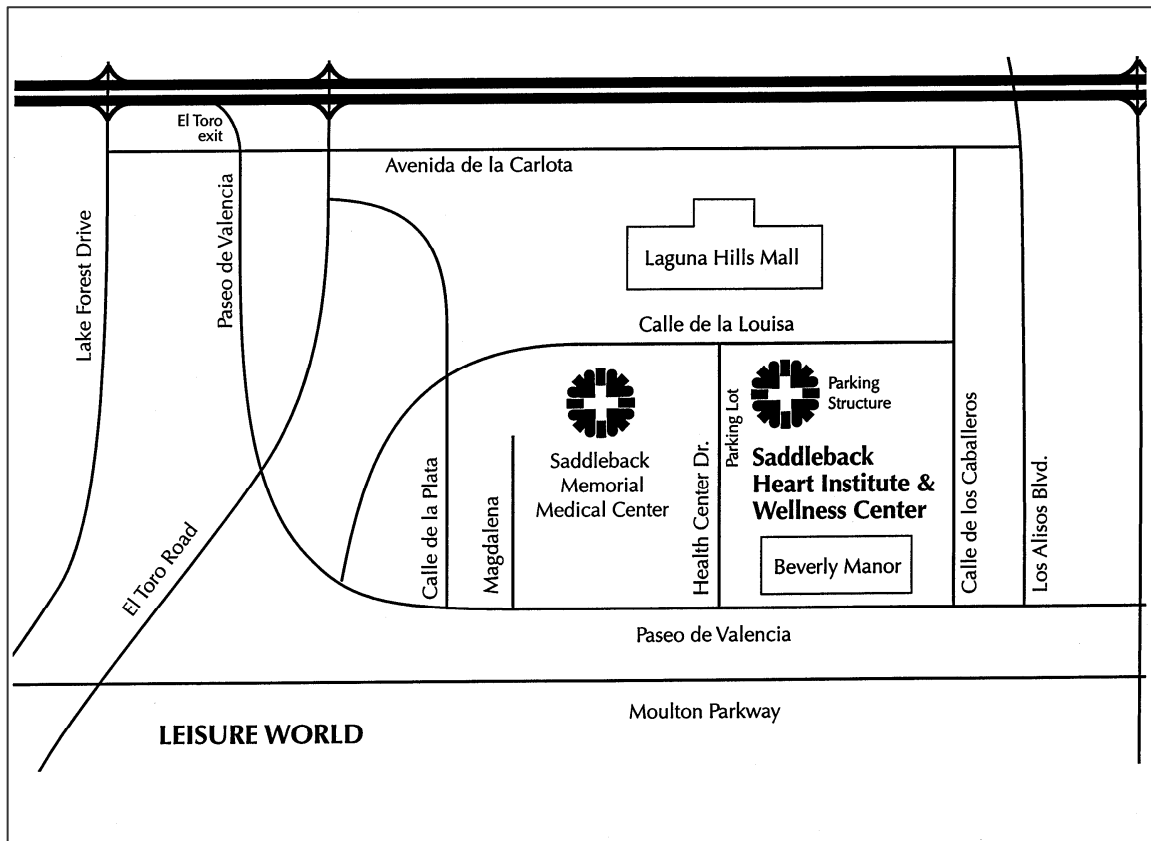 El Toro
exit
Avenida de la Carlota
Lake Forest Drive
Paseo de Valencia
Laguna Hills Mall
Calle de la Louisa
El Toro Road
Calle de la Plata
Magdalena
Saddleback
Memorial
Medical Center
Health Center Dr.
Parking Lot
Parking
Structure
Saddleback
Heart Institute &
Wellness Center
Beverly Manor
Calle de los Caballeros
Los Alisos Blvd.
Paseo de Valencia
Moulton Parkway
LEISURE WORLD